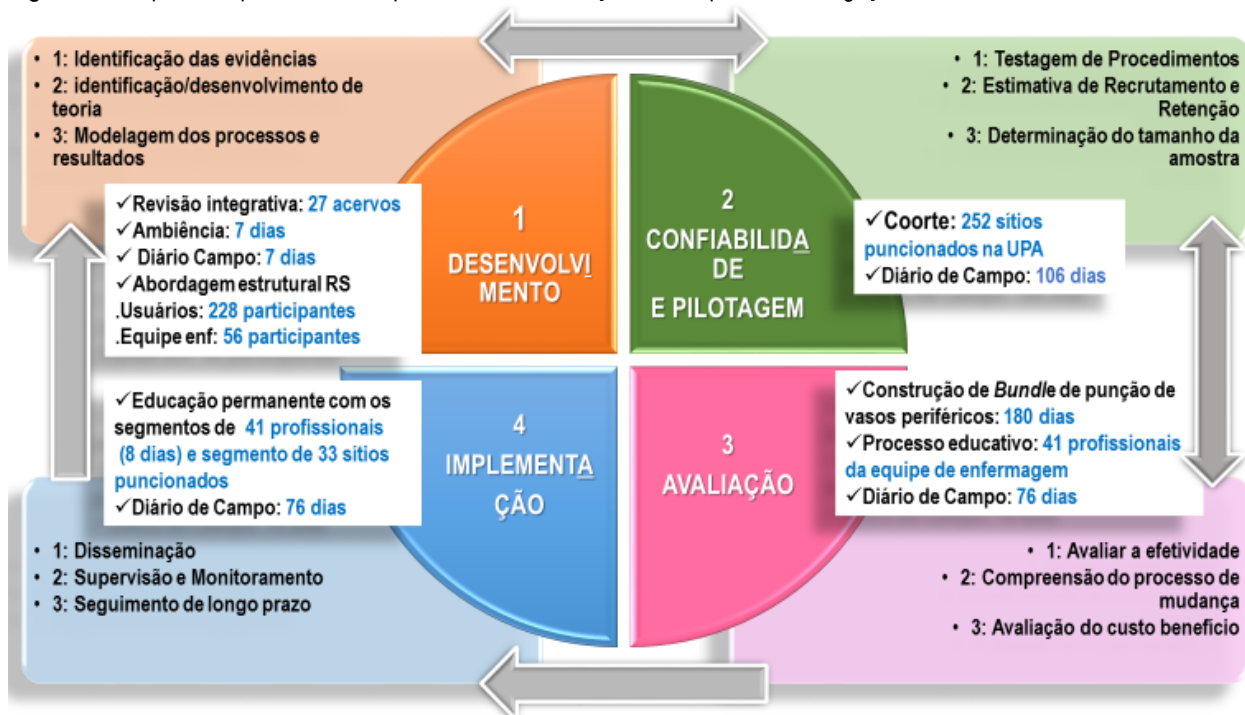 • 1: Identificação das evidências
• 2: identificação/desenvolvimento de
teoria
• 3: Modelagem dos processos e
resultados
✓Revisão integrativa: 27 acervos
✓Ambiência: 7 dias
✓ Diário Campo: 7 dias
✓Abordagem estrutural RS
.Usuários: 228 participantes
.Equipe enf: 56 participantes
1
DESENVOLVI
MENTO
• 1: Testagem de Procedimentos
• 2: Estimativa de Recrutamento e
Retenção
• 3: Determinação do tamanho da
amostra
2
CONFIABILIDA
DE
E PILOTAGEM
✓Coorte: 252 sítios
puncionados na UPA
✓Diário de Campo: 106 dias
✓Educação permanente com os
segmentos de 41 profissionais
(8 dias) e segmento de 33 sítios
puncionados
✓Diário de Campo: 76 dias
4
IMPLEMENTA
ÇÃO
3
AVALIAÇÃO
✓Construção de Bundle de punção de
vasos periféricos: 180 dias
✓Processo educativo: 41 profissionais
da equipe de enfermagem
✓Diário de Campo: 76 dias
• 1: Disseminação
• 2: Supervisão e Monitoramento
• 3: Seguimento de longo prazo
• 1: Avaliar a efetividade
• 2: Compreensão do processo de
mudança
• 3: Avaliação do custo benefício